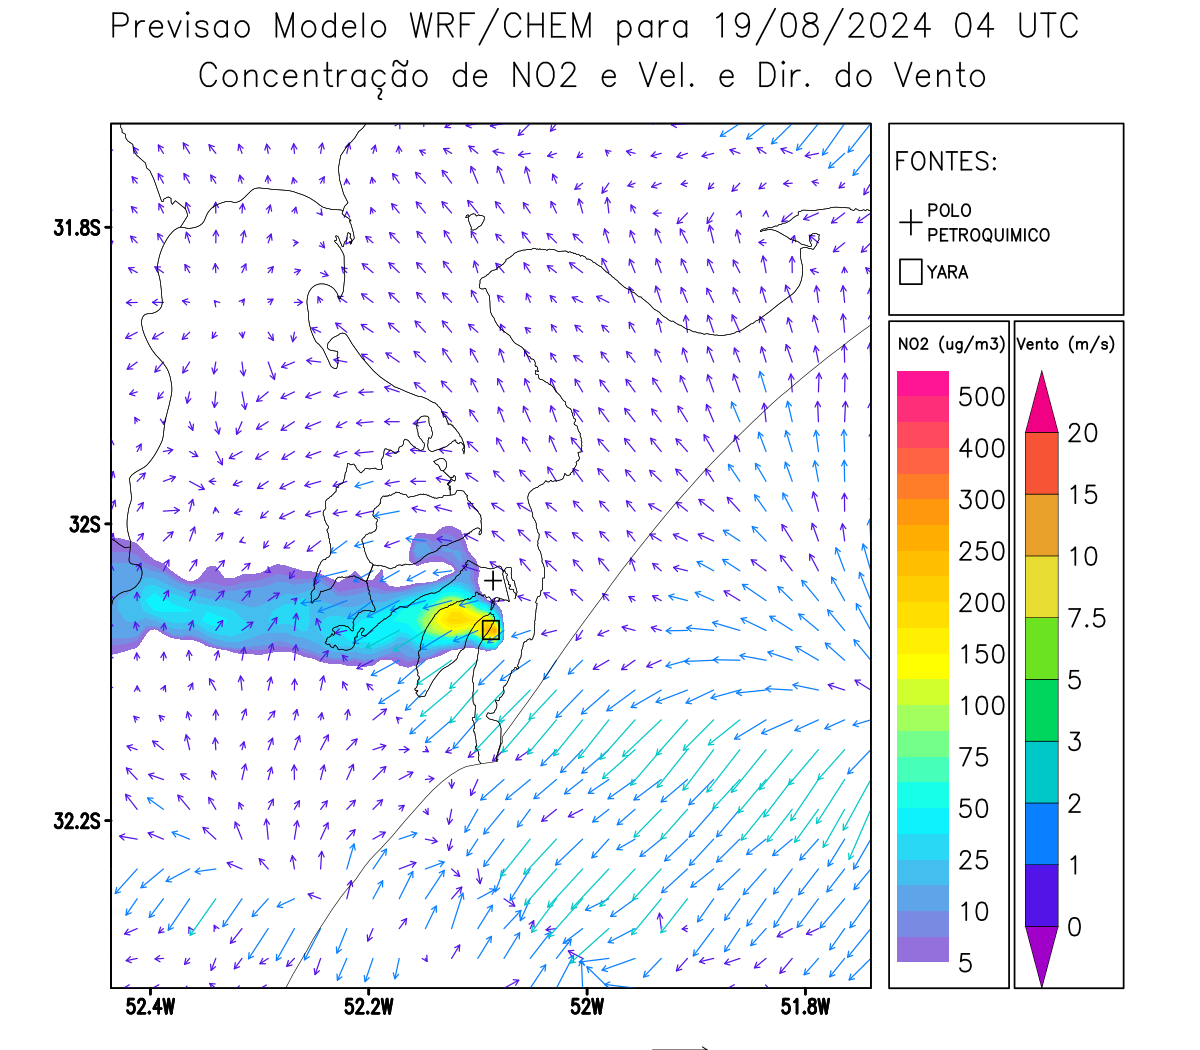 Previsao Modelo WRF/CHEM para 19/08/2024 04 UTC
Concentração de NO2 e Vel. e Dir. do Vento
FONTES:
POLO
PETROQUIMICO
YARA
NO2 (ug/m3)
500
400
300
250
200
150
100
75
50
25
10
5
Vento (m/s)
20
15
10
7.5
5
3
2
1
0
31.8S
32S
32.2S
52.4W
52.2W
52W
51.8W